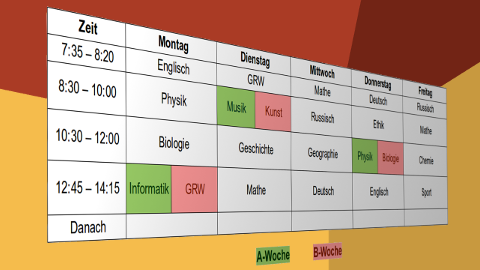 Zeit Montag Dienstag Mittwoch Donnerstag Freitag
7:35 – 8:20 Englisch GRW Mathe Deutsch Russisch
8:30 – 10:00 Physik Musik Kunst Russisch Ethik Mathe
10:30 – 12:00 Biologie Geschichte Geographie Physik Biologie Chemie
12:45 – 14:15 Informatik GRW Mathe Deutsch Englisch Sport
Danach
A-Woche B-Woche